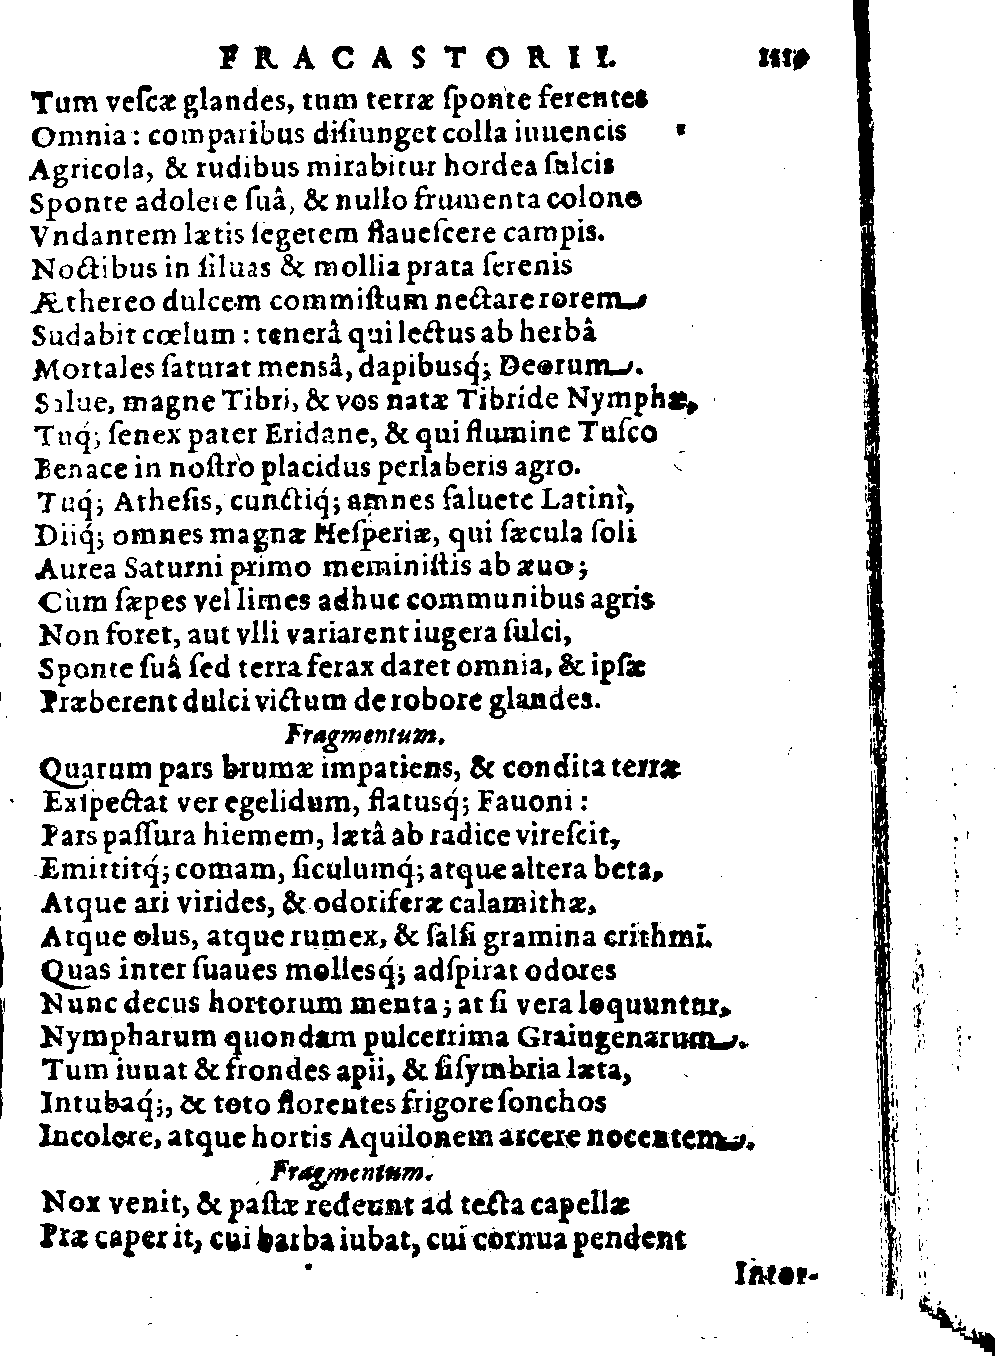 FRACASTORII. 1119
Tum veſcæ glandes, tum terræ ſponte ferentes
Omnia: comparibus diſiunget colla iuuencis
Agricola, & rudibus mirabitur hordea ſulcis
Sponte adolere ſuâ, & nullo frumenta colono
Vndantem lætis ſegetem flaueſcere campis.
Noctibus in ſiluas & mollia prata ſerenis
Æthereo dulcem commiſtum nectare rorem
Sudabit cœlum: tenerâ qui lectus ab herbâ
Mortales ſaturat mensâ, dapibusq́; Deorum.
Salue, magne Tibri, & vos natæ Tibride Nymphæ,
Tuq́; ſenex pater Eridane, & qui flumine Tuſco
Benace in noſtro placidus perlaberis agro.
Tuq́; Atheſis, cunctiq́; amnes ſaluete Latini,
Diiq́; omnes magnæ Heſperiæ, qui ſæcula ſoli
Aurea Saturni primo meminiſtis ab æuo;
Cùm ſæpes vel limes adhuc communibus agris
Non foret, aut vlli variarent iugera ſulci,
Sponte ſuâ ſed terra ferax daret omnia, & ipſæ
Præberent dulci victum de robore glandes.
Fragmentum.
Quarum pars brumæ impatiens, & condita terræ
Exſpectat ver egelidum, flatusq́; Fauoni:
Pars paſſura hiemem, lætâ ab radice vireſcit,
Emittitq́; comam, ſiculumq́; atque altera beta,
Atque ari virides, & odoriferæ calamithæ,
Atque olus, atque rumex, & ſalſi gramina crithmi.
Quas inter ſuaues mollesq́; adſpirat odores
Nunc decus hortorum menta; at ſi vera loquuntur,
Nympharum quondam pulcerrima Graiugenarum.
Tum iuuat & frondes apii, & ſiſymbria læta,
Intubaq́;, & toto florentes frigore ſonchos
Incolere, atque hortis Aquilonem arcere nocentem.
Fragmentum.
Nox venit, & paſtæ redeunt ad tecta capellæ
Præ caper it, cui barba iubat, cui cornua pendent
Inter-